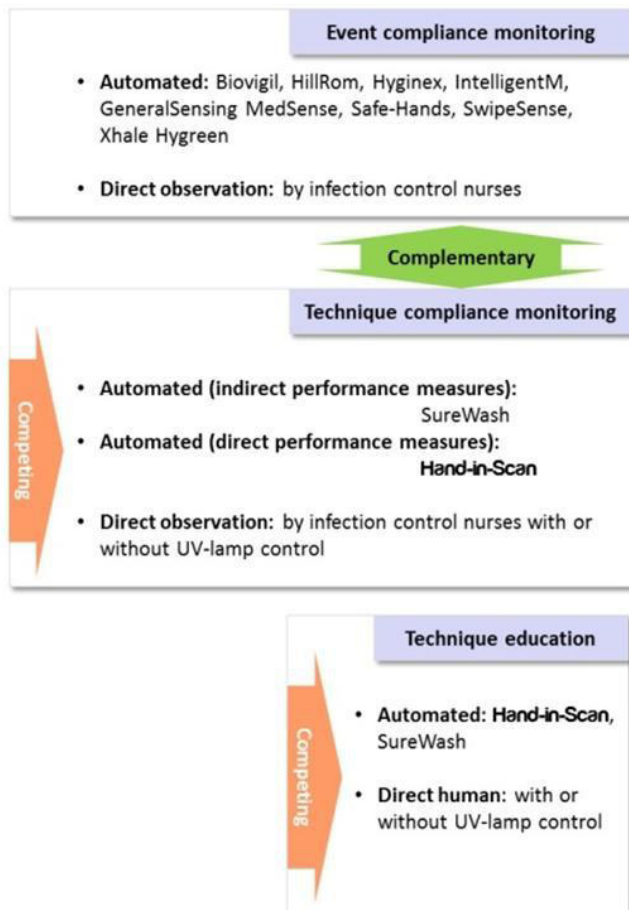 Event compliance monitoring
• Automated: Biovigil, HillRom, Hyginex, IntelligentM,
GeneralSensing MedSense, Safe-Hands, SwipeSense,
Xhale Hygreen
• Direct observation: by infection control nurses
Complementary
Technique compliance monitoring
Competing
• Automated (indirect performance measures):
SureWash
• Automated (direct performance measures):
Hand-in-Scan
• Direct observation: by infection control nurses with or
without UV-lamp control
Technique education
Competing
• Automated: Hand-in-Scan,
SureWash
• Direct human: with or
without UV-lamp control